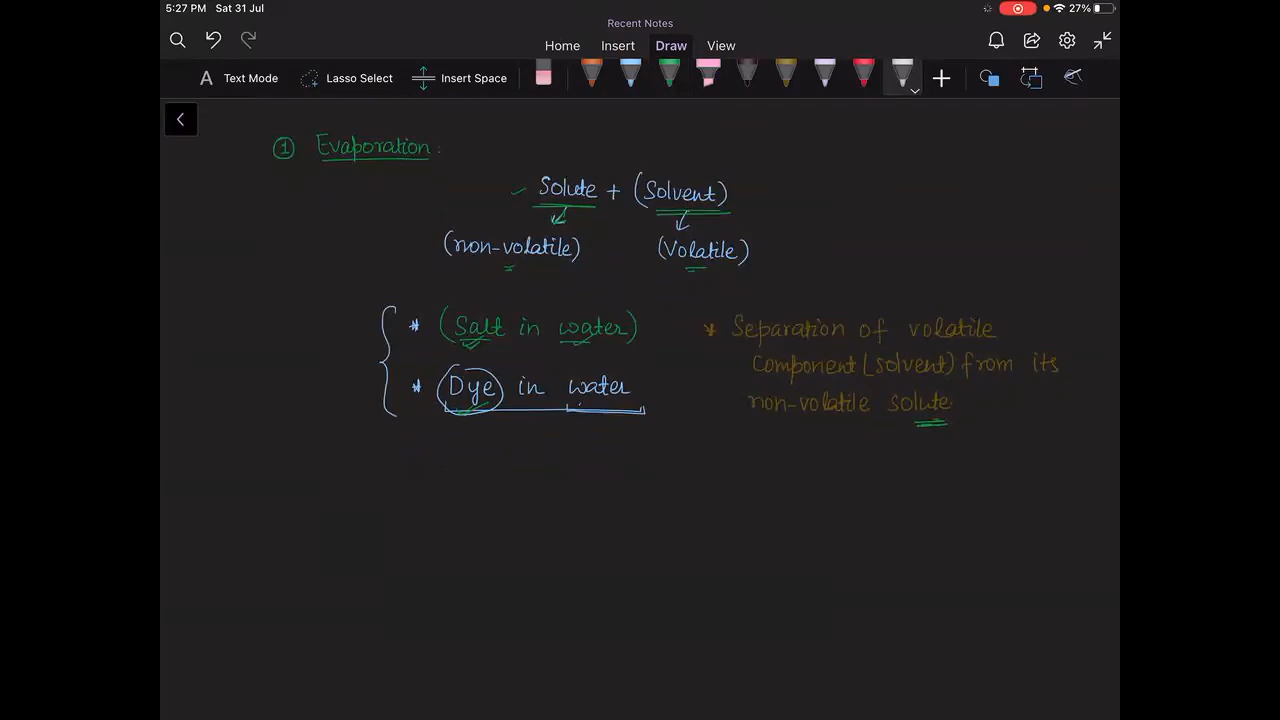 5:27 PM Sat 31 Jul
27%
Recent Notes
Home Insert Draw View
Text Mode Lasso Select Insert Space
1 Evaporation:
Solute + (Solvent)
(non-volatile) (Volatile)
* (Salt in water)
* Dye in water
* Separation of volatile
Component (solvent) from its
non-volatile solute